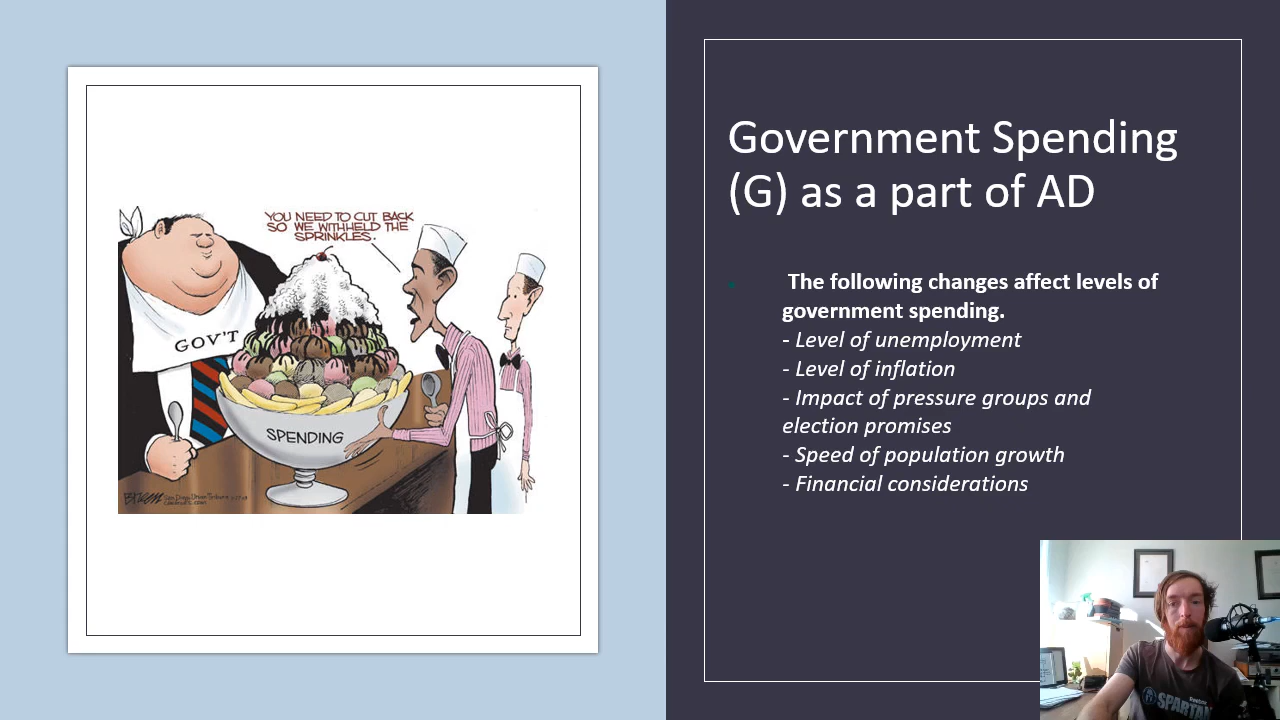 YOU NEED TO CUT BACK
SO WE WITHHELD THE
SPRINKLES.
GOV'T
SPENDING
Government Spending
(G) as a part of AD
The following changes affect levels of
government spending.
- Level of unemployment
- Level of inflation
- Impact of pressure groups and
election promises
- Speed of population growth
- Financial considerations
Reebok
SPARTAN